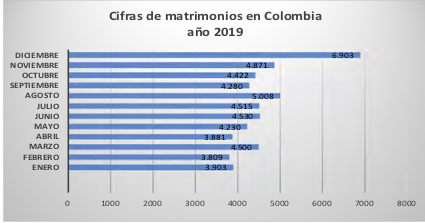 Cifras de matrimonios en Colombia
año 2019
DICIEMBRE 6.903
NOVIEMBRE 4.871
OCTUBRE 4.422
SEPTIEMBRE 4.280
AGOSTO 5.008
JULIO 4.515
JUNIO 4.530
MAYO 4.230
ABRIL 3.881
MARZO 4.500
FEBRERO 3.809
ENERO 3.903
0 1000 2000 3000 4000 5000 6000 7000 8000